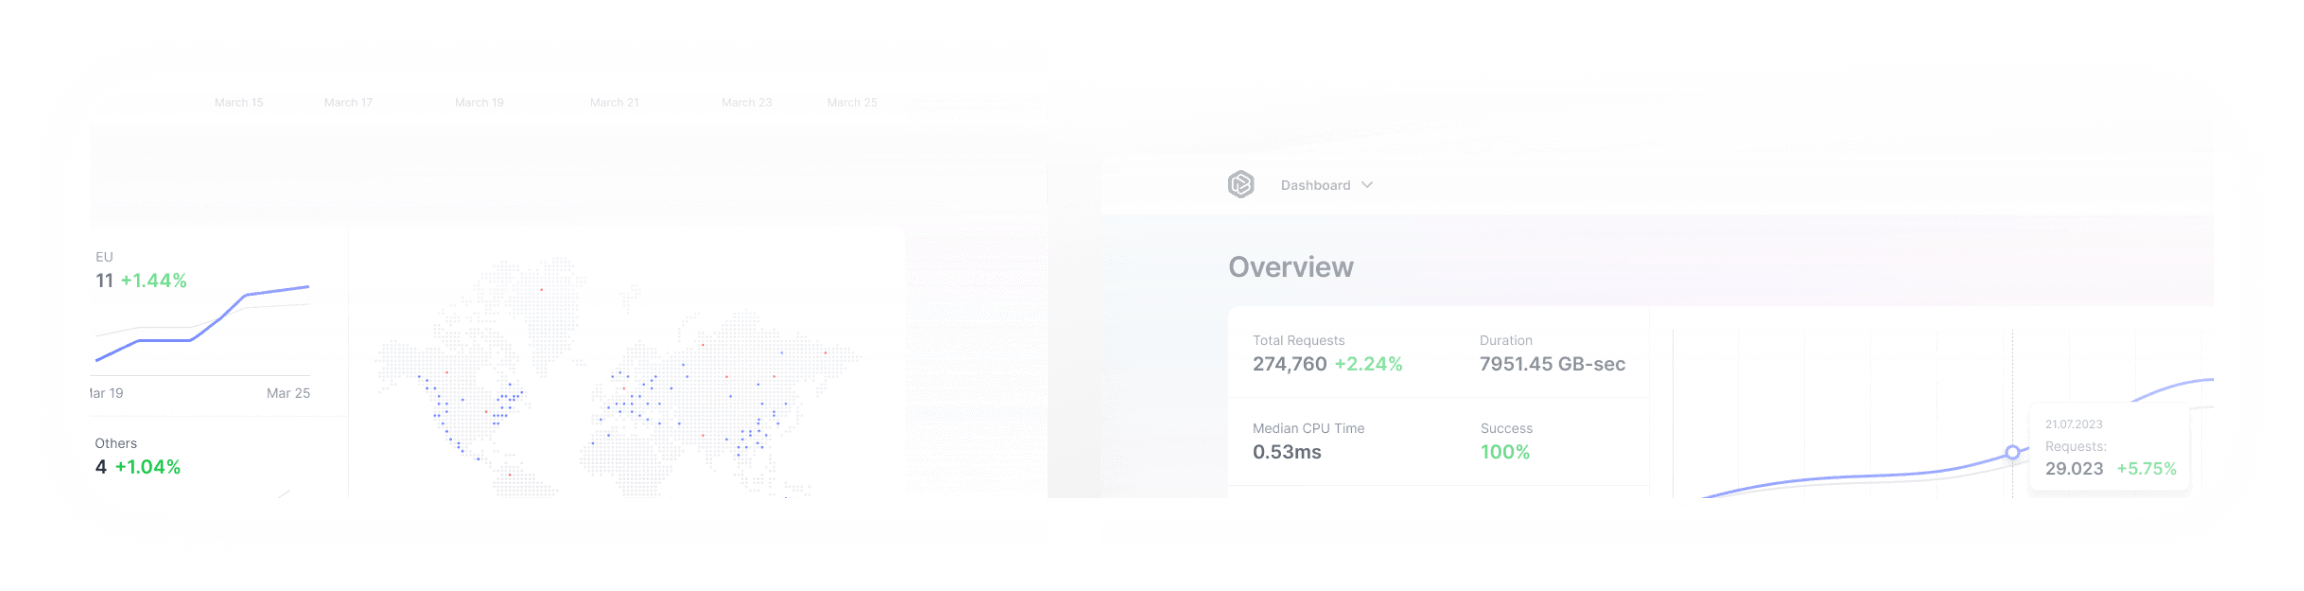 March 15 March 17 March 19 March 21 March 23 March 25
EU
11 +1.44%
Mar 25
Others
4 +1.04%
Dashboard
Overview
Total Requests
274,760 +2.24%
Duration
7951.45 GB-sec
Median CPU Time
0.53ms
Success
100%
21.07.2023
Requests:
29.023 +5.75%